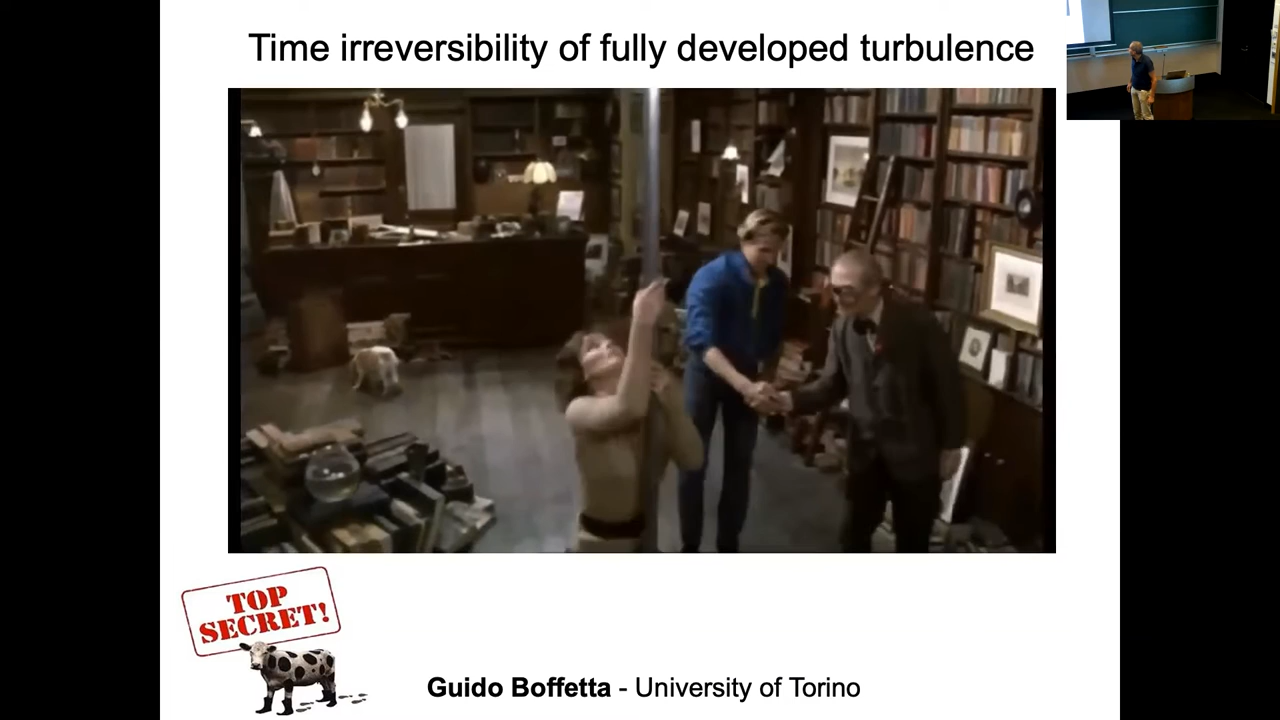 Time irreversibility of fully developed turbulence
TOP
SECRET!
Guido Boffetta - University of Torino